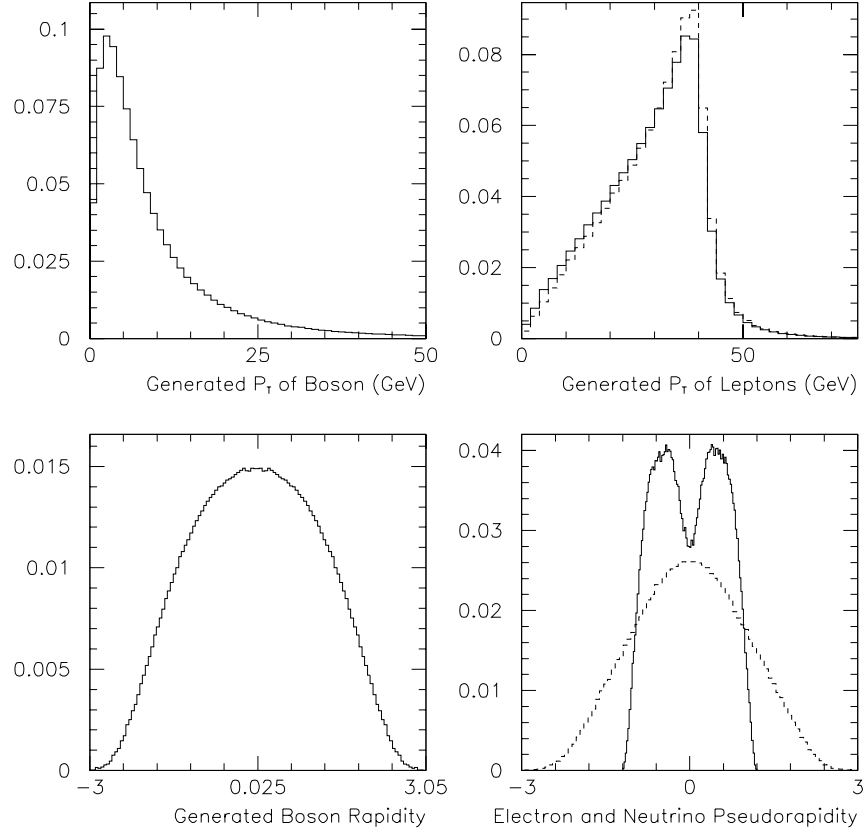 0.1
0.075
0.05
0.025
0
0 25 50
Generated P_T of Boson (GeV)
0.08
0.06
0.04
0.02
0
0 50
Generated P_T of Leptons (GeV)
0.015
0.01
0.005
0
-3 0.025 3.05
Generated Boson Rapidity
0.04
0.03
0.02
0.01
0
-3 0 3
Electron and Neutrino Pseudorapidity